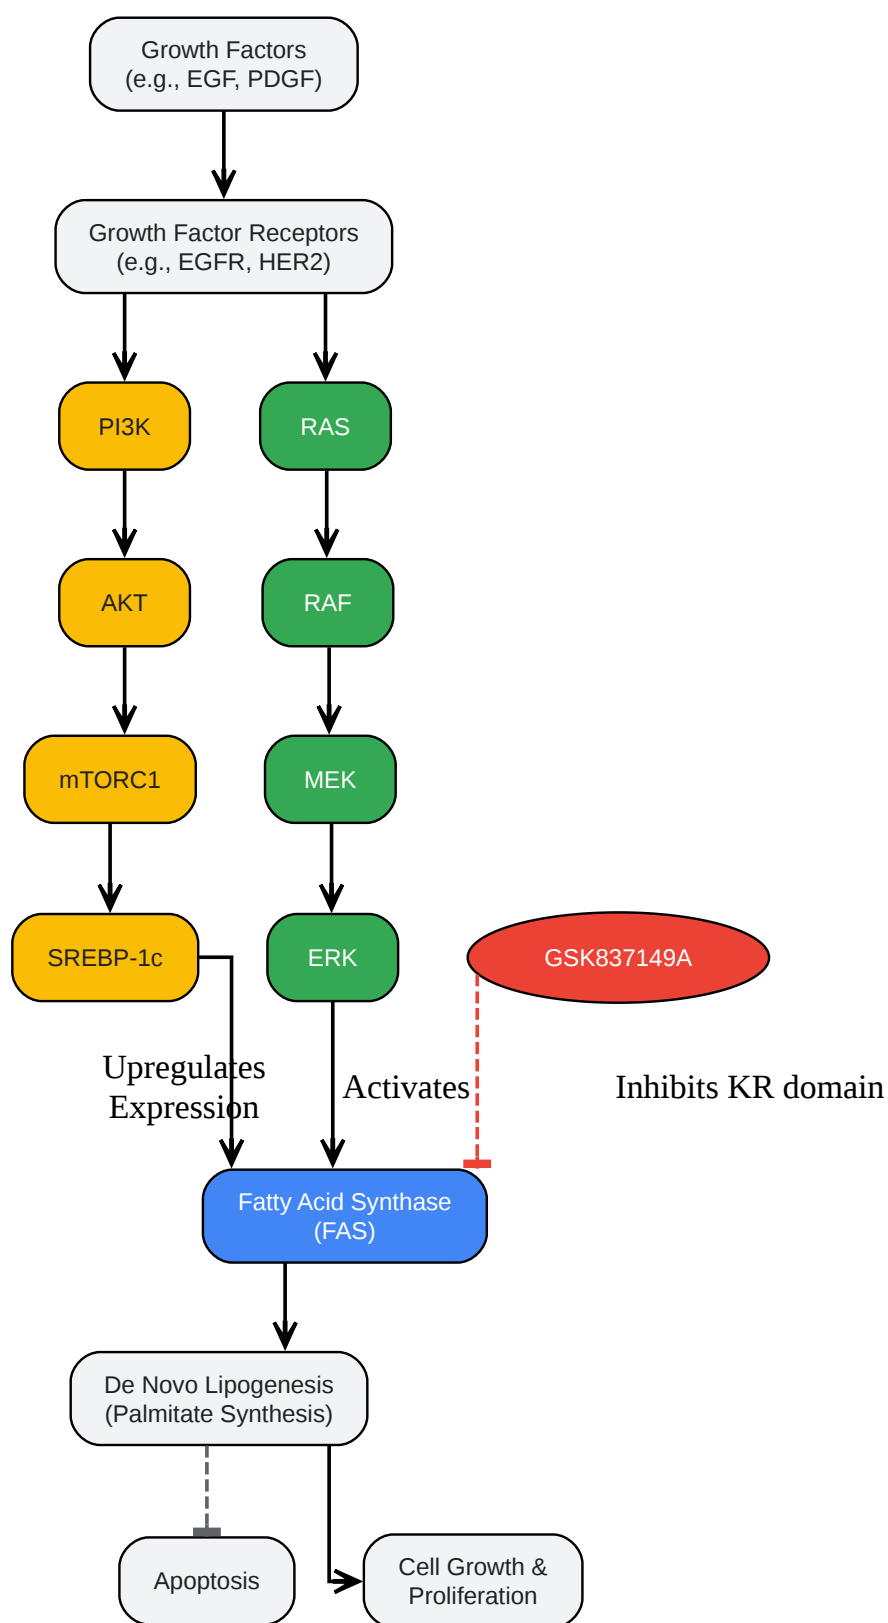 Growth Factors
(e.g., EGF, PDGF)
Growth Factor Receptors
(e.g., EGFR, HER2)
PI3K
RAS
AKT
RAF
mTORC1
MEK
SREBP-1c
ERK
GSK837149A
Upregulates
Expression
Activates
Inhibits KR domain
Fatty Acid Synthase
(FAS)
De Novo Lipogenesis
(Palmitate Synthesis)
Apoptosis
Cell Growth &
Proliferation